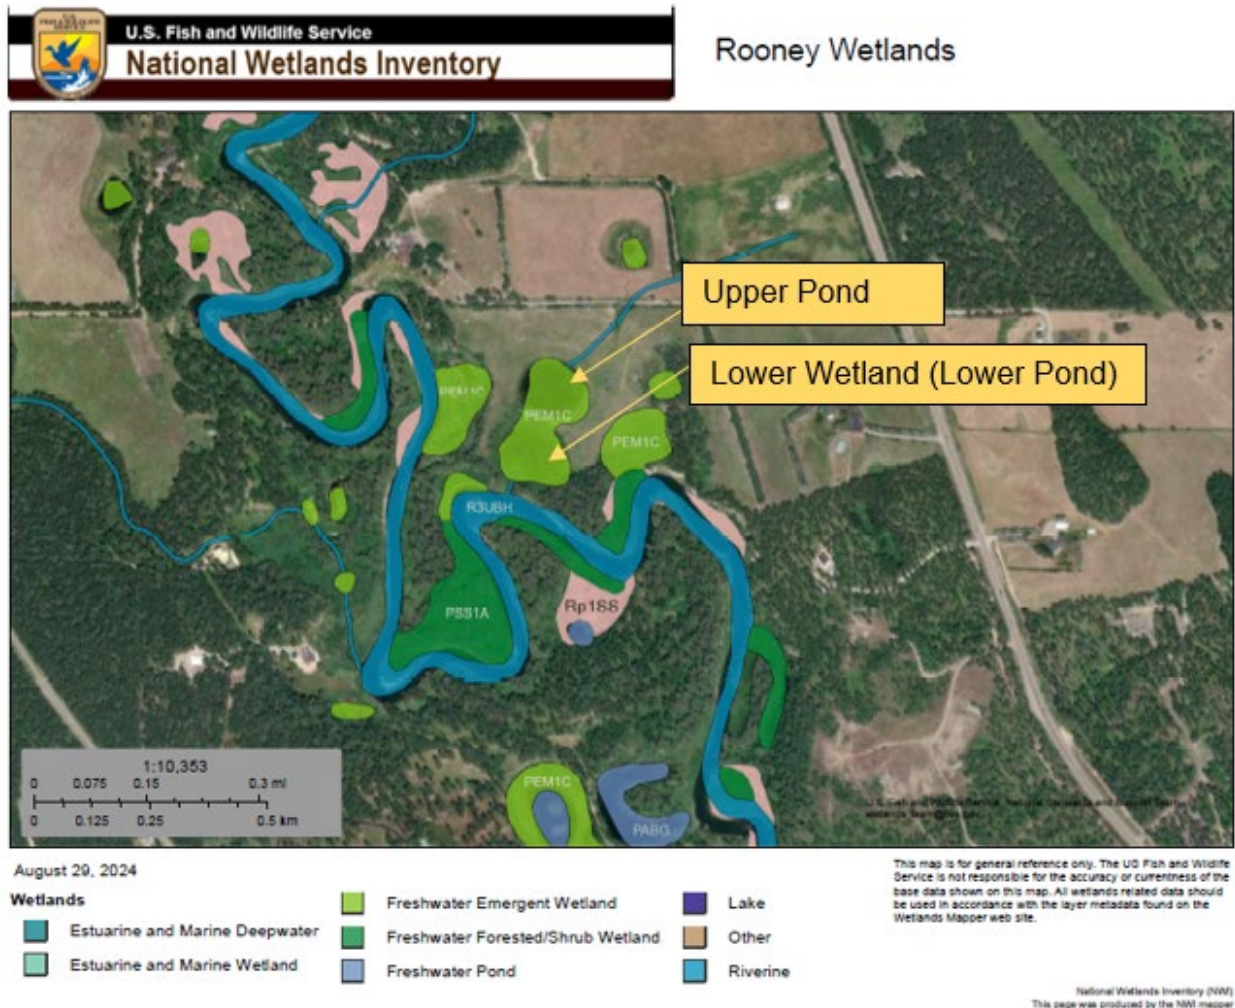 U.S. FISH & WILDLIFE SERVICE
U.S. Fish and Wildlife Service
National Wetlands Inventory
Rooney Wetlands
Upper Pond
Lower Wetland (Lower Pond)
PEM1C
PEM1C
PEM1C
R3UBH
PSS1A
Rp1SS
PEM1C
PABG
1:10,353
0 0.075 0.15 0.3 mi
0 0.125 0.25 0.5 km
August 29, 2024
Wetlands
Estuarine and Marine Deepwater
Estuarine and Marine Wetland
Freshwater Emergent Wetland
Freshwater Forested/Shrub Wetland
Freshwater Pond
Lake
Other
Riverine
This map is for general reference only. The US Fish and Wildlife
Service is not responsible for the accuracy or currentness of the
base data shown on this map. All wetlands related data should
be used in accordance with the layer metadata found on the
Wetlands Mapper web site.
National Wetlands Inventory (NWI)
This page was produced by the NWI mapper